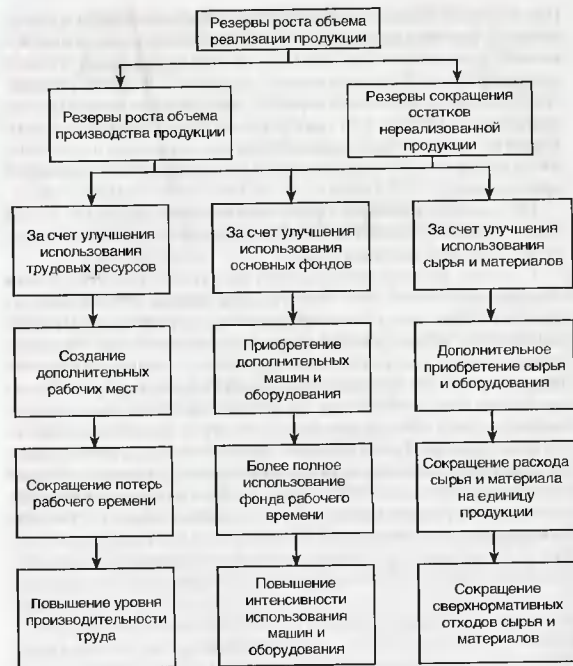 Резервы роста объема
реализации продукции
Резервы роста объема
производства продукции
Резервы сокращения
остатков
нереализованной
продукции
За счет улучшения
использования
трудовых ресурсов
За счет улучшения
использования
основных фондов
За счет улучшения
использования
сырья и материалов
Создание
дополнительных
рабочих мест
Приобретение
дополнительных
машин и
оборудования
Дополнительное
приобретение сырья
и оборудования
Сокращение потерь
рабочего времени
Более полное
использование
фонда рабочего
времени
Сокращение расхода
сырья и материала
на единицу
продукции
Повышение уровня
производительности
труда
Повышение
интенсивности
использования
машин и
оборудования
Сокращение
сверхнормативных
отходов сырья и
материалов